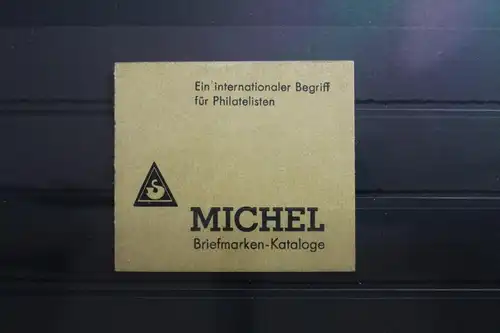 Ein internationaler Begriff
für Philatelisten
MICHEL
Briefmarken-Kataloge